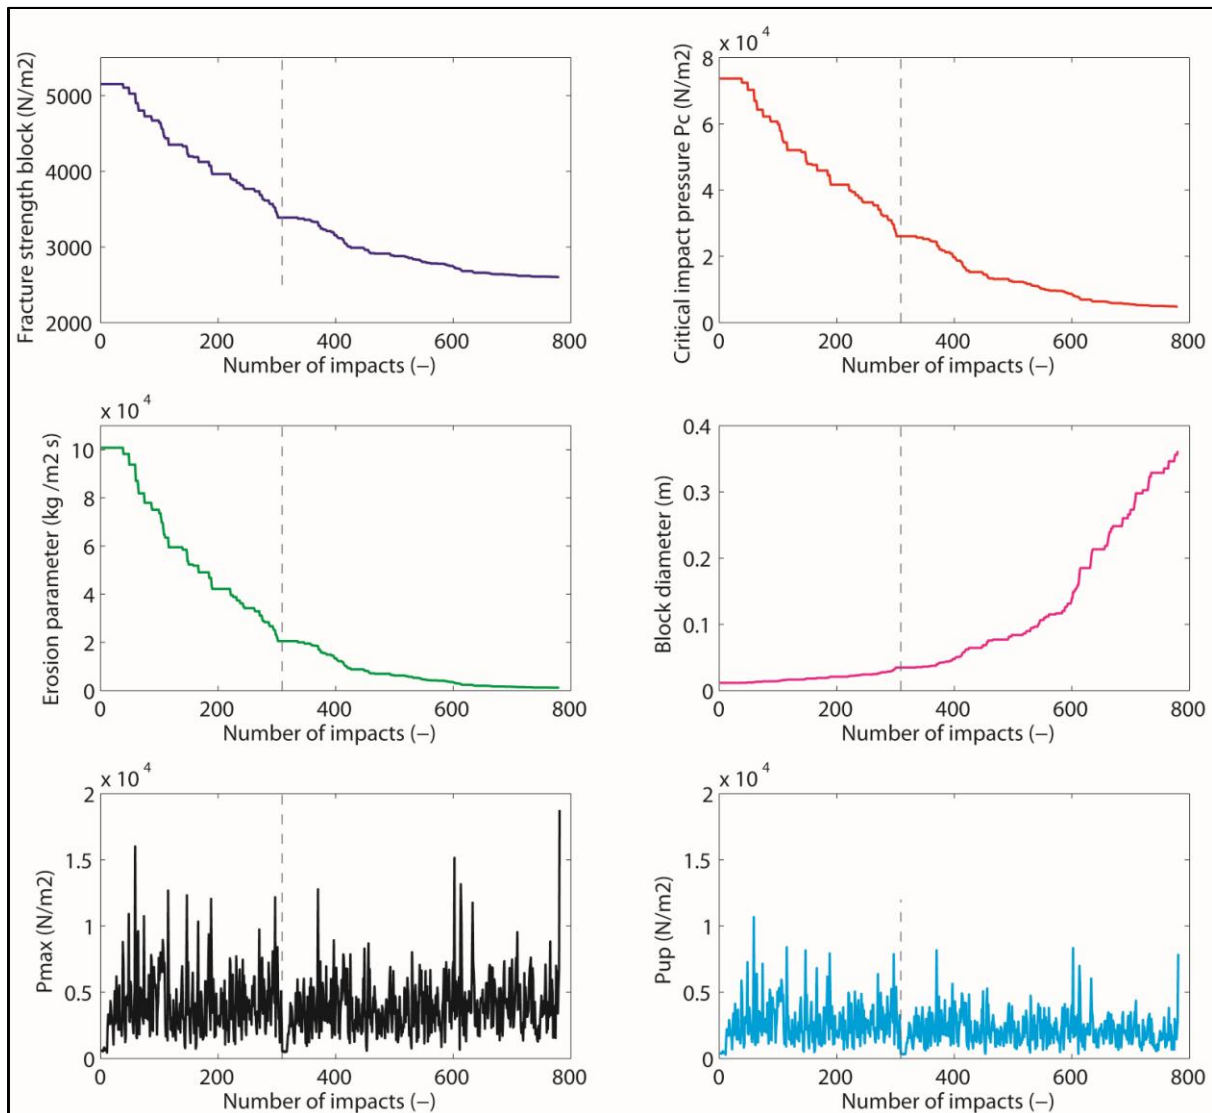 Fracture strength block (N/m2)
5000
4000
3000
2000
0 200 400 600 800
Number of impacts (−)
x 10 4
Critical impact pressure Pc (N/m2)
8
6
4
2
0
0 200 400 600 800
Number of impacts (−)
x 10 4
Erosion parameter (kg /m2 s)
10
8
6
4
2
0
0 200 400 600 800
Number of impacts (−)
Block diameter (m)
0.4
0.3
0.2
0.1
0
0 200 400 600 800
Number of impacts (−)
x 10 4
Pmax (N/m2)
2
1.5
1
0.5
0
0 200 400 600 800
Number of impacts (−)
x 10 4
Pup (N/m2)
2
1.5
1
0.5
0
0 200 400 600 800
Number of impacts (−)